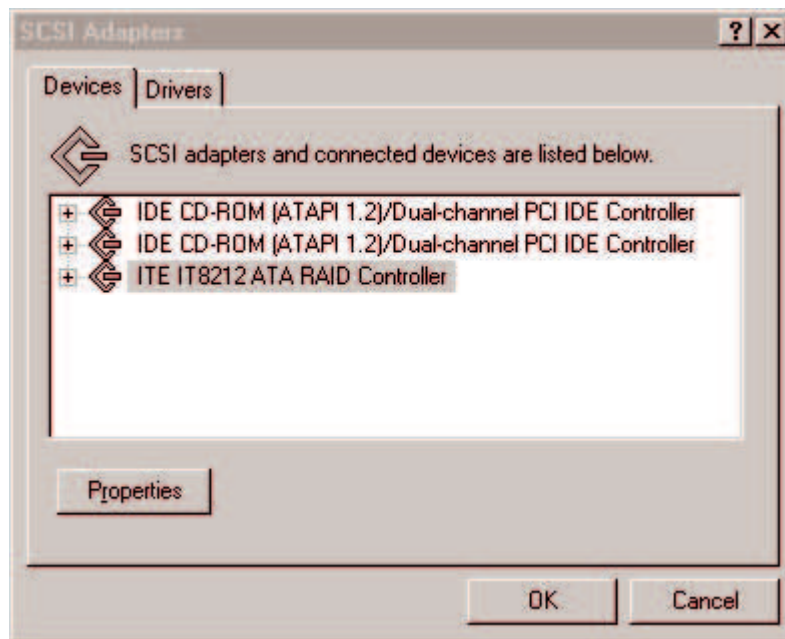 SCSI Adapters
Devices
Drivers
SCSI adapters and connected devices are listed below.
IDE CD-ROM (ATAPI 1.2)/Dual-channel PCI IDE Controller
IDE CD-ROM (ATAPI 1.2)/Dual-channel PCI IDE Controller
ITE IT8212 ATA RAID Controller
Properties
OK
Cancel